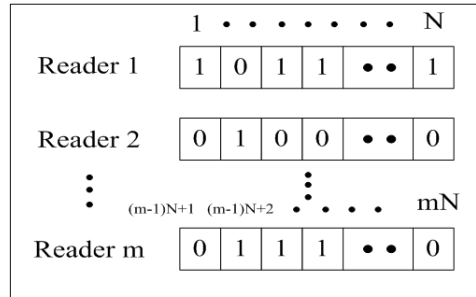 1 • • • • • • • N
Reader 1 1 0 1 1 •• 1
Reader 2 0 1 0 0 •• 0
(m-1)N+1 (m-1)N+2 • • • • mN
Reader m 0 1 1 1 •• 0